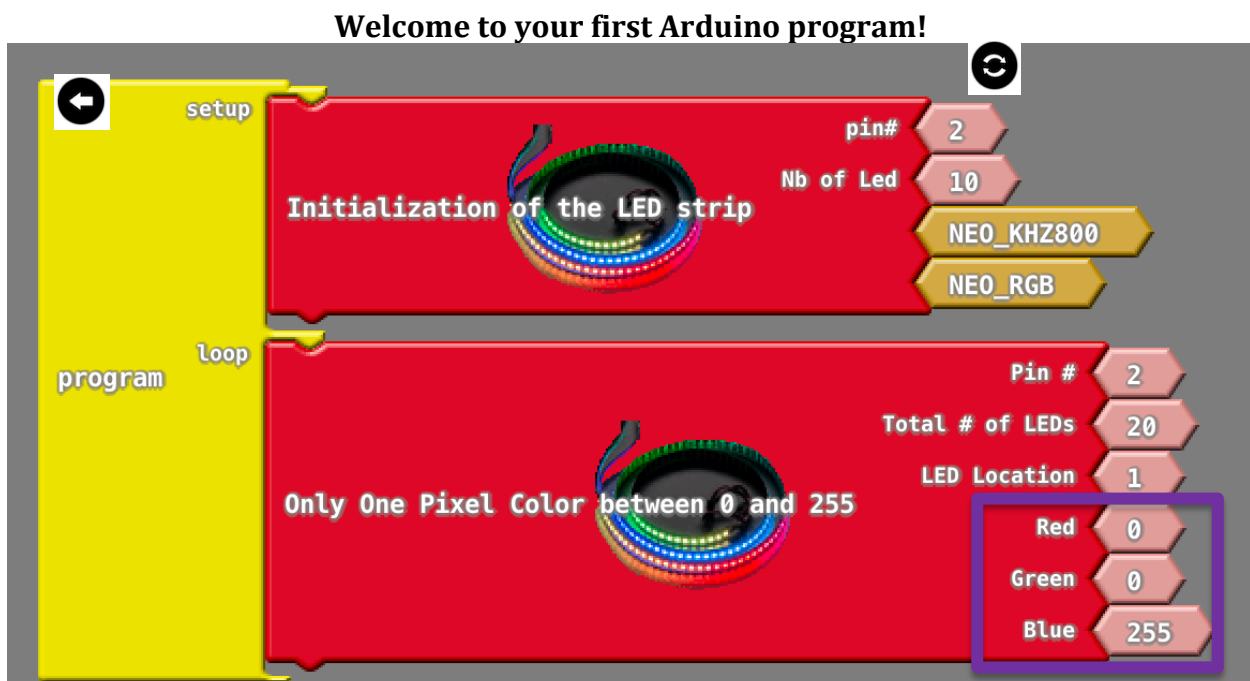 Welcome to your first Arduino program!
setup
pin# 2
Nb of Led 10
Initialization of the LED strip
NEO_KHZ800
NEO_RGB
loop
program
Pin # 2
Total # of LEDs 20
LED Location 1
Only One Pixel Color between 0 and 255
Red 0
Green 0
Blue 255